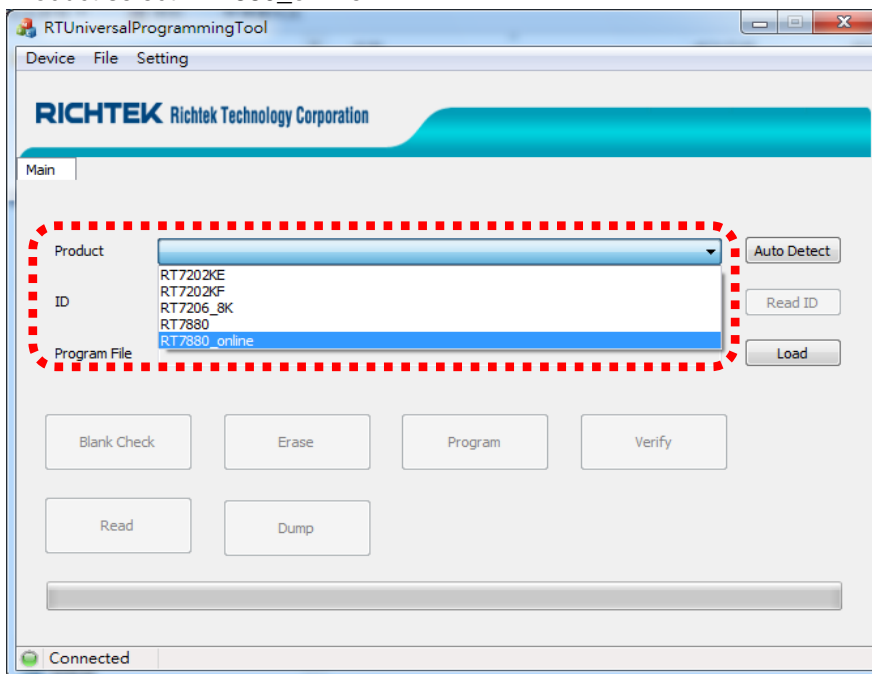 RTUniversalProgrammingTool
Device File Setting
RICHTEK Richtek Technology Corporation
Main
Product
Auto Detect
RT7202KE
RT7202KF
RT7206_8K
RT7880
RT7880_online
ID
Read ID
Program File
Load
Blank Check Erase Program Verify
Read Dump
Connected